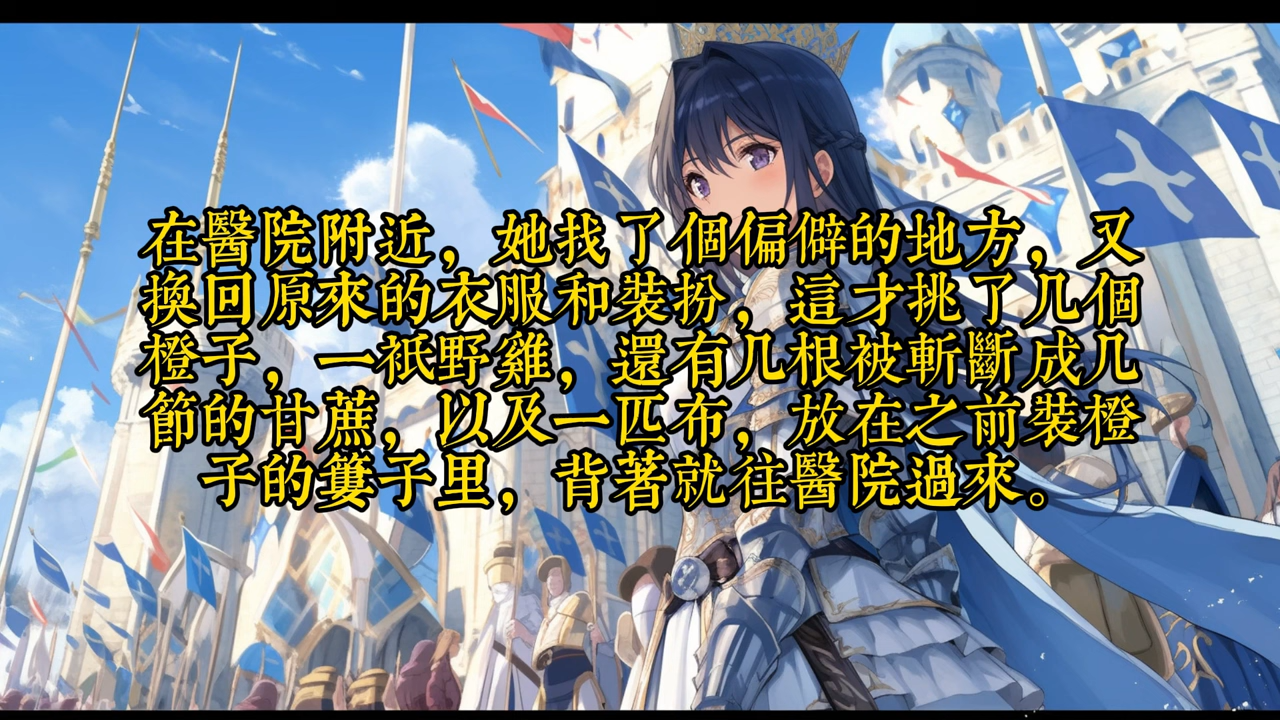 在醫院附近，她找了個偏僻的地方，又
換回原來的衣服和裝扮，這才挑了几個
橙子，一衹野雞，還有几根被斬斷成几
節的甘蔗，以及一匹布，放在之前裝橙
子的簍子里，背著就往醫院過來。